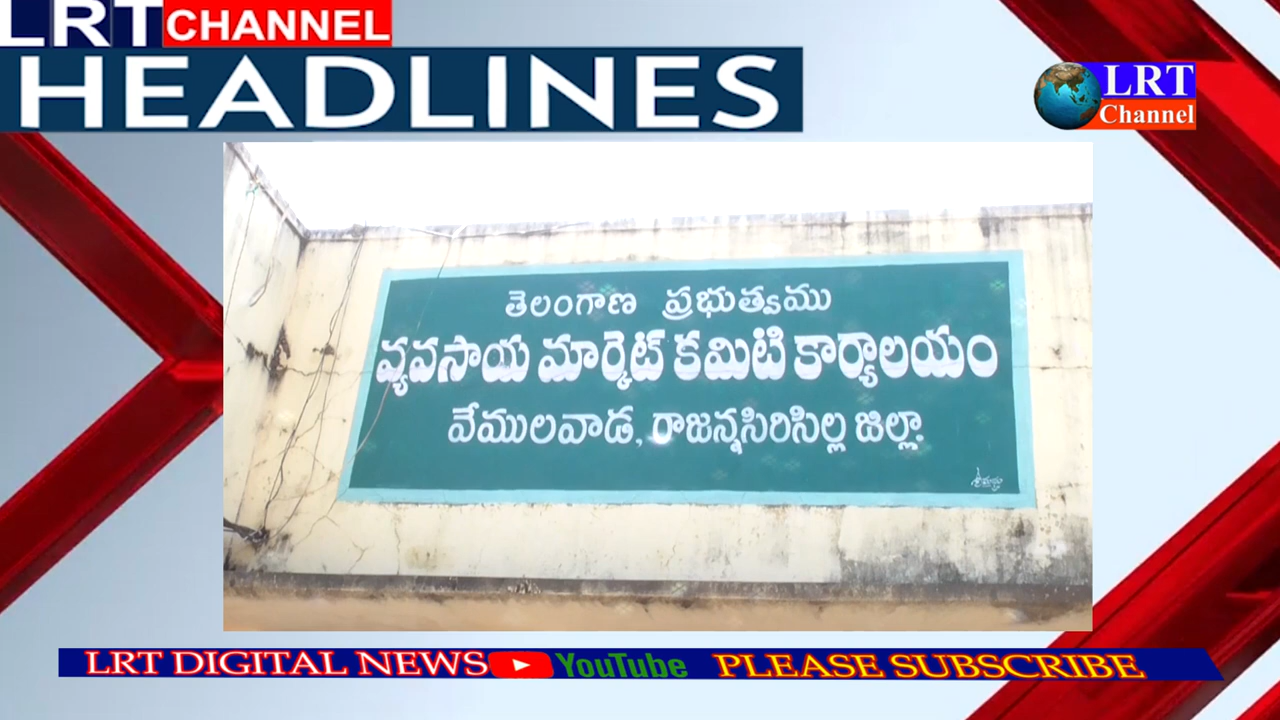 LRT CHANNEL
HEADLINES
LRT
Channel
తెలంగాణ ప్రభుత్వము
వ్యవసాయ మార్కెట్ కమిటి కార్యాలయం
వేములవాడ, రాజన్నసిరిసిల్ల జిల్లా.
LRT DIGITAL NEWS YouTube PLEASE SUBSCRIBE